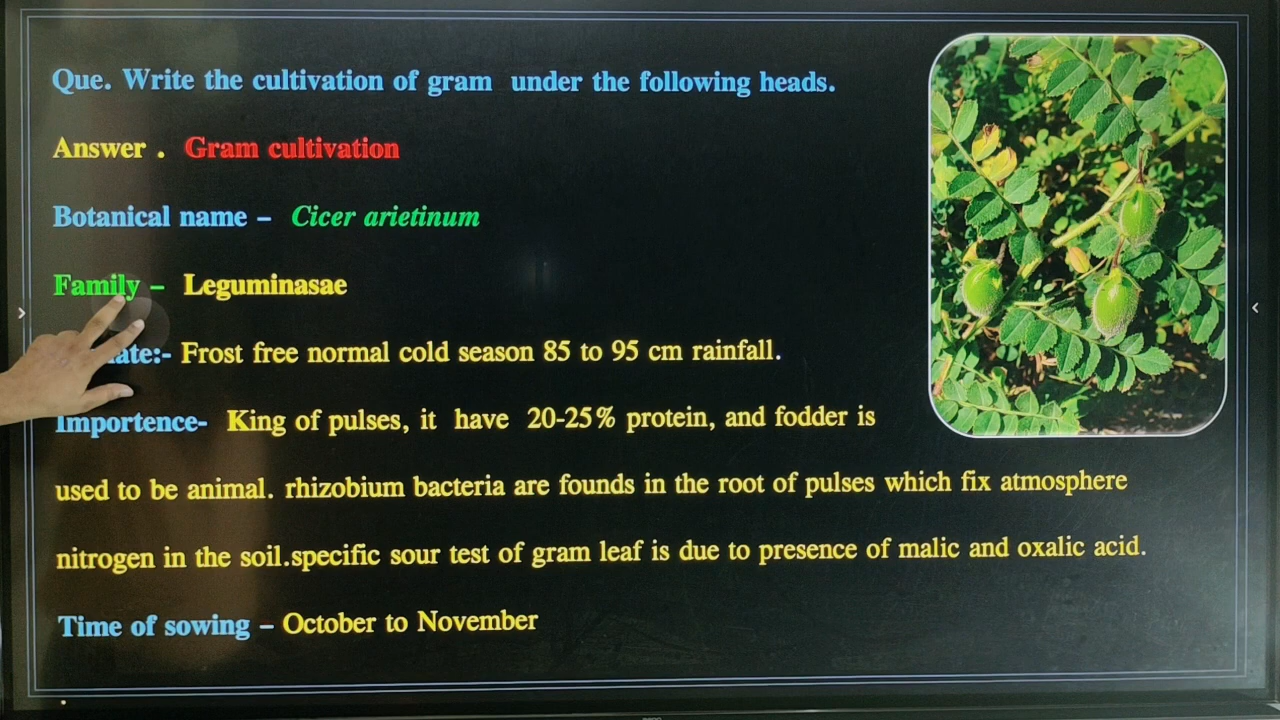 Que. Write the cultivation of gram under the following heads.
Answer . Gram cultivation
Botanical name – Cicer arietinum
Family – Leguminasae
ate:- Frost free normal cold season 85 to 95 cm rainfall.
Importence- King of pulses, it have 20-25% protein, and fodder is
used to be animal. rhizobium bacteria are founds in the root of pulses which fix atmosphere
nitrogen in the soil.specific sour test of gram leaf is due to presence of malic and oxalic acid.
Time of sowing – October to November